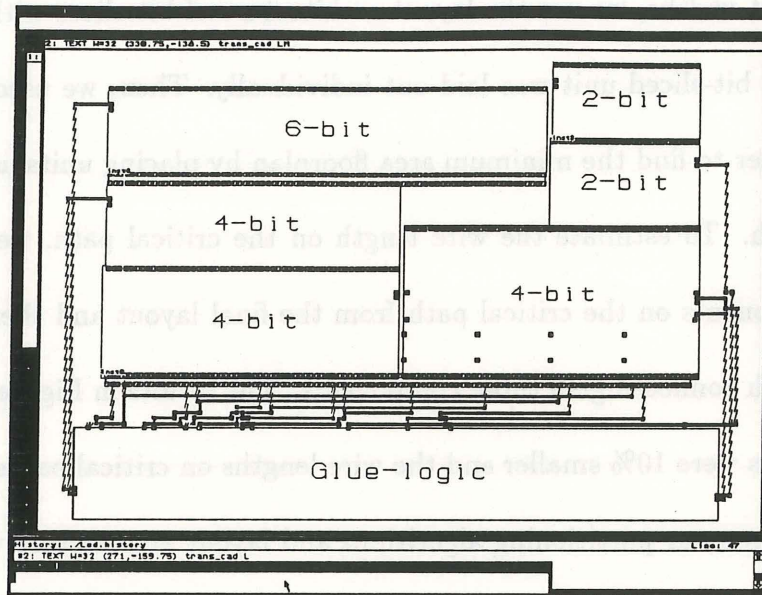 2: TEXT W=32 (338.75,-138.5) trans_cad LM
6-bit
2-bit
2-bit
4-bit
4-bit
4-bit
Glue-logic
History: ./Led.history
Line: 47
#2: TEXT W=32 (271,-159.75) trans_cad L